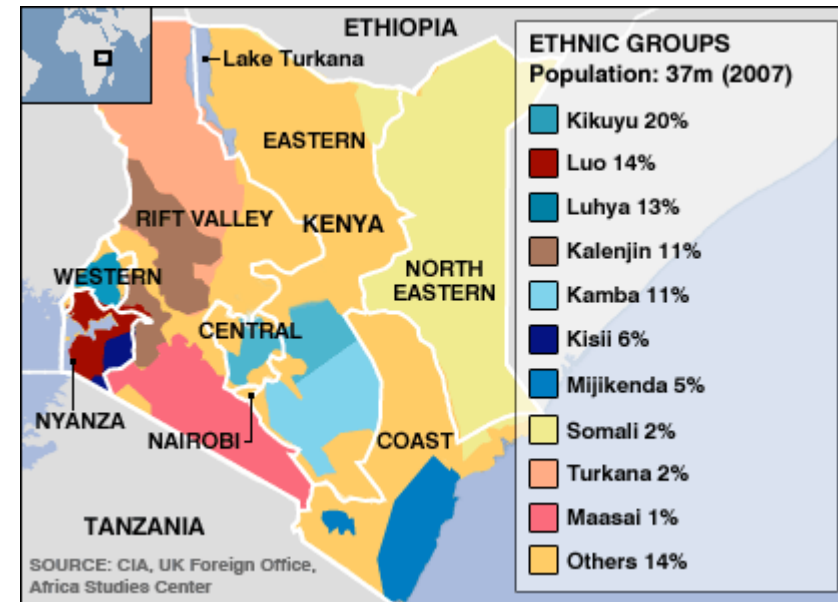 ETHIOPIA
Lake Turkana
EASTERN
RIFT VALLEY
KENYA
WESTERN
NORTH
EASTERN
CENTRAL
NYANZA
NAIROBI
COAST
TANZANIA
SOURCE: CIA, UK Foreign Office,
Africa Studies Center
ETHNIC GROUPS
Population: 37m (2007)
Kikuyu 20%
Luo 14%
Luhya 13%
Kalenjin 11%
Kamba 11%
Kisii 6%
Mijikenda 5%
Somali 2%
Turkana 2%
Maasai 1%
Others 14%